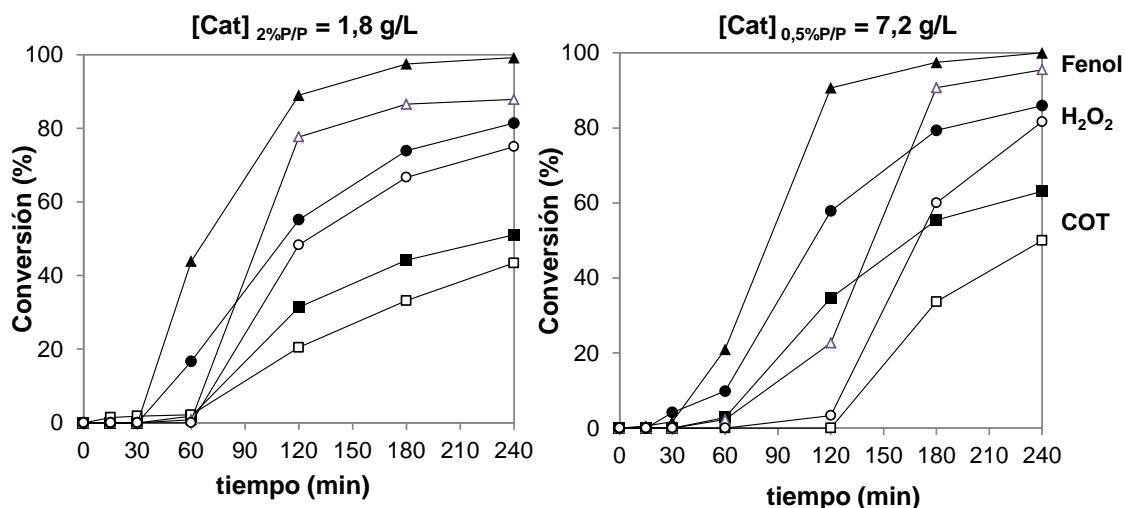 [Cat] 2%P/P = 1,8 g/L
100
80
60
40
20
0
Conversión (%)
0 30 60 90 120 150 180 210 240
tiempo (min)
[Cat] 0,5%P/P = 7,2 g/L
100
80
60
40
20
0
Conversión (%)
0 30 60 90 120 150 180 210 240
tiempo (min)
Fenol
H₂O₂
COT